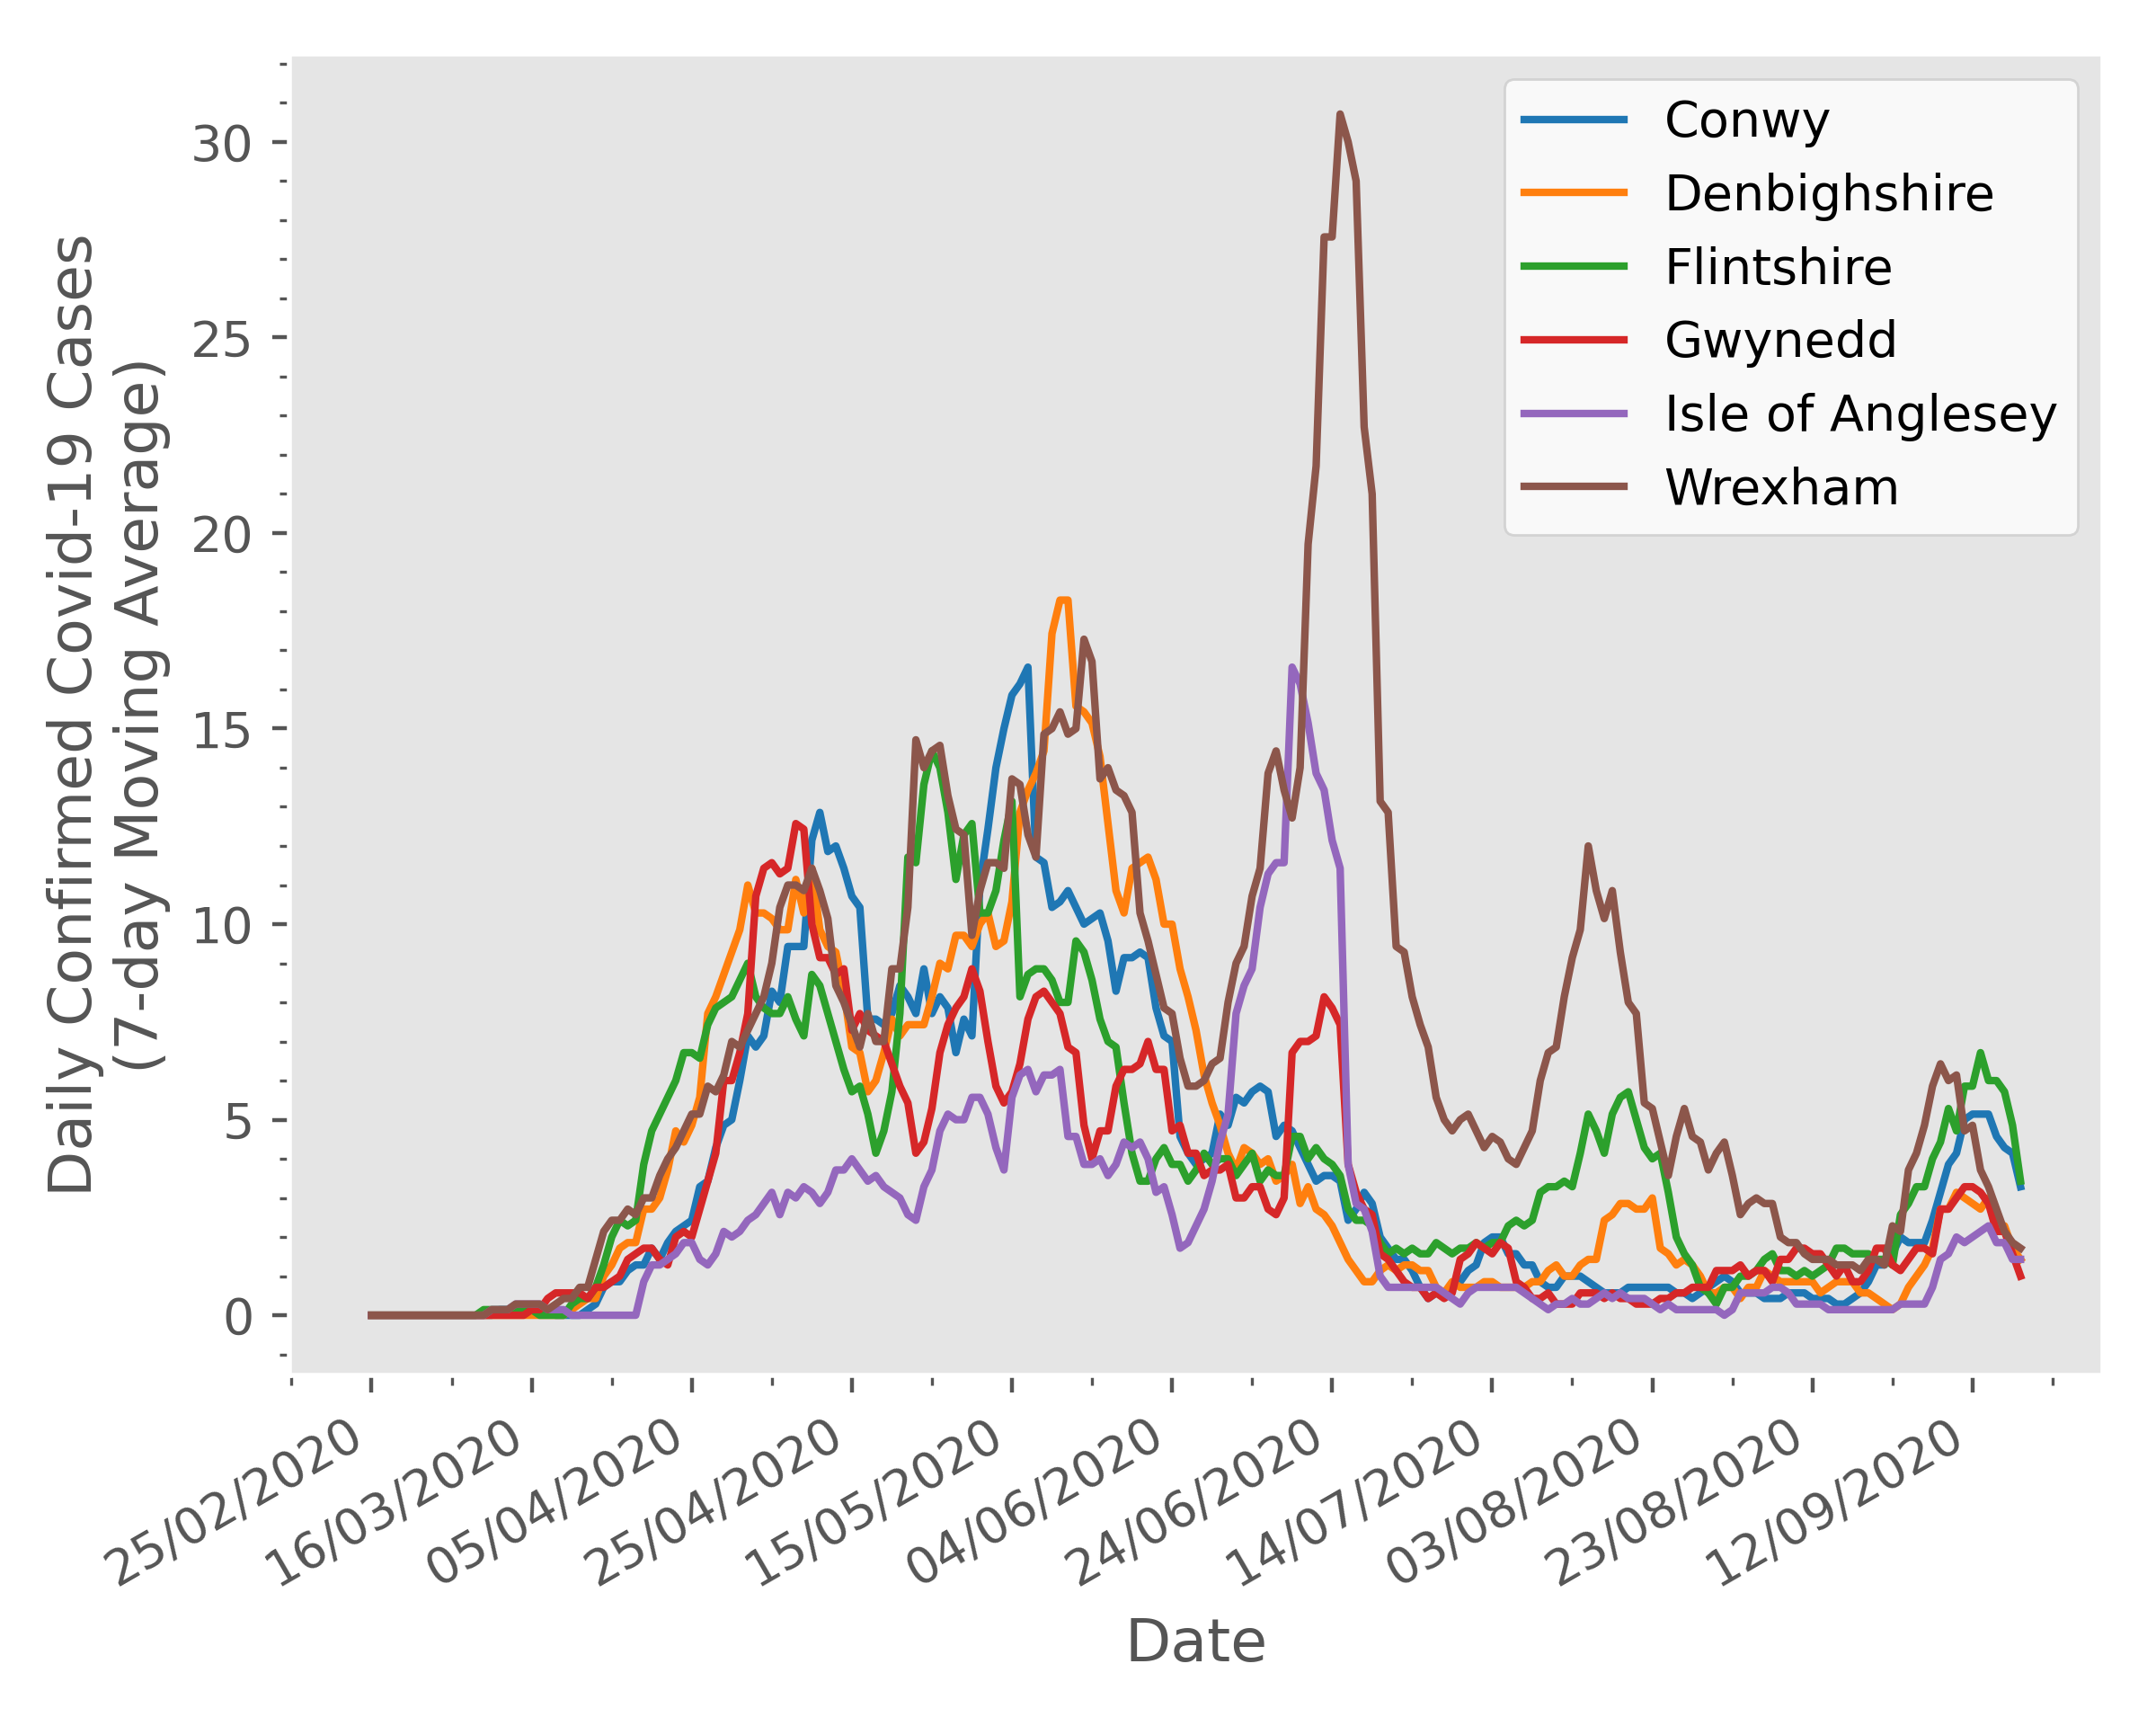 Conwy
Denbighshire
Flintshire
Gwynedd
Isle of Anglesey
Wrexham
Daily Confirmed Covid-19 Cases
(7-day Moving Average)
30
25
20
15
10
5
0
25/02/2020
16/03/2020
05/04/2020
25/04/2020
15/05/2020
04/06/2020
24/06/2020
14/07/2020
03/08/2020
23/08/2020
12/09/2020
Date